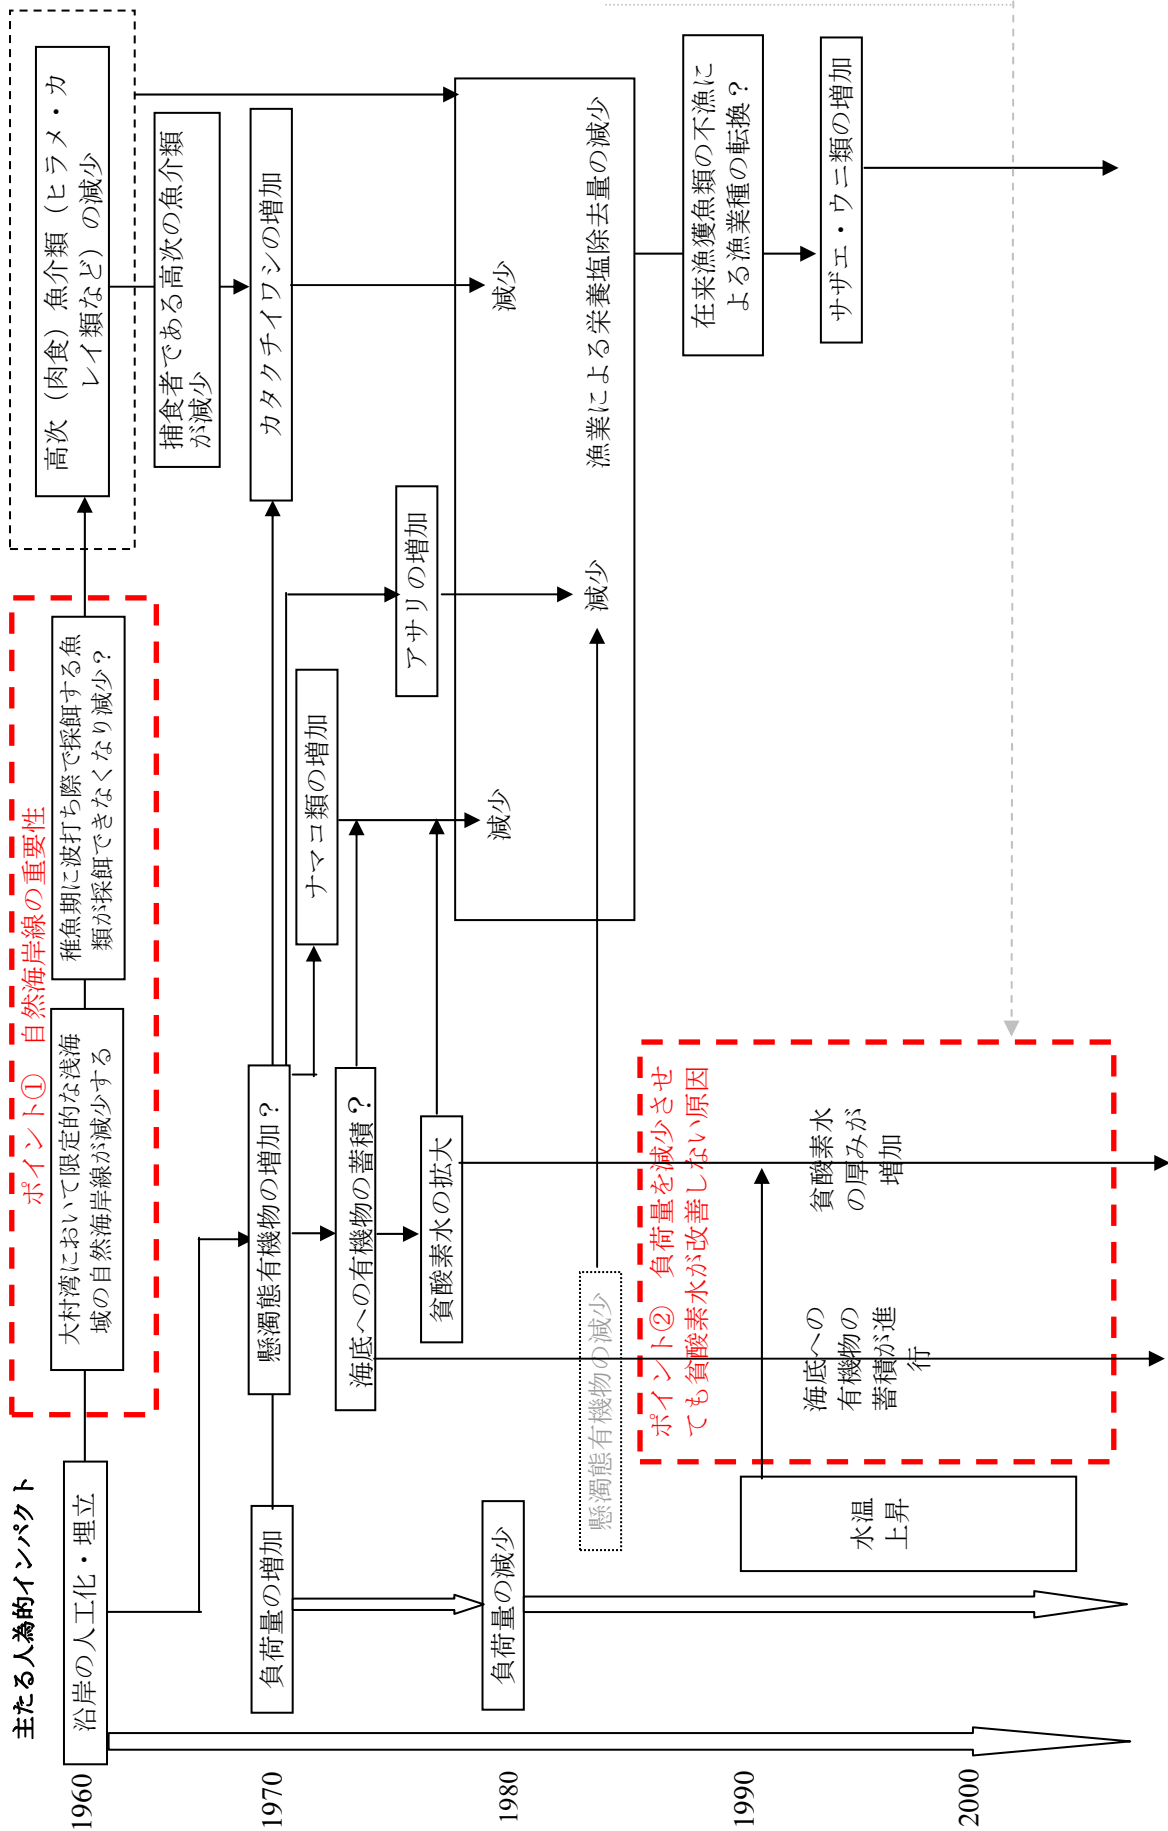 主たる人為的インパクト
1960
沿岸の人工化・埋立
ポイント①　自然海岸線の重要性
大村湾において限定的な浅海
域の自然海岸線が減少する
稚魚期に波打ち際で採餌する魚
類が採餌できなくなり減少？
高次（肉食）魚介類（ヒラメ・カ
レイ類など）の減少
捕食者である高次の魚介類
が減少
1970
負荷量の増加
懸濁態有機物の増加？
カタクチイワシの増加
ナマコ類の増加
海底への有機物の蓄積？
アサリの増加
貧酸素水の拡大
1980
負荷量の減少
減少
減少
懸濁態有機物の減少
減少
漁業による栄養塩除去量の減少
ポイント②　負荷量を減少させ
ても貧酸素水が改善しない原因
在来漁獲魚類の不漁に
よる漁業種の転換？
1990
水温
上昇
海底への
有機物の
蓄積が進
行
貧酸素水
の厚みが
増加
サザエ・ウニ類の増加
2000